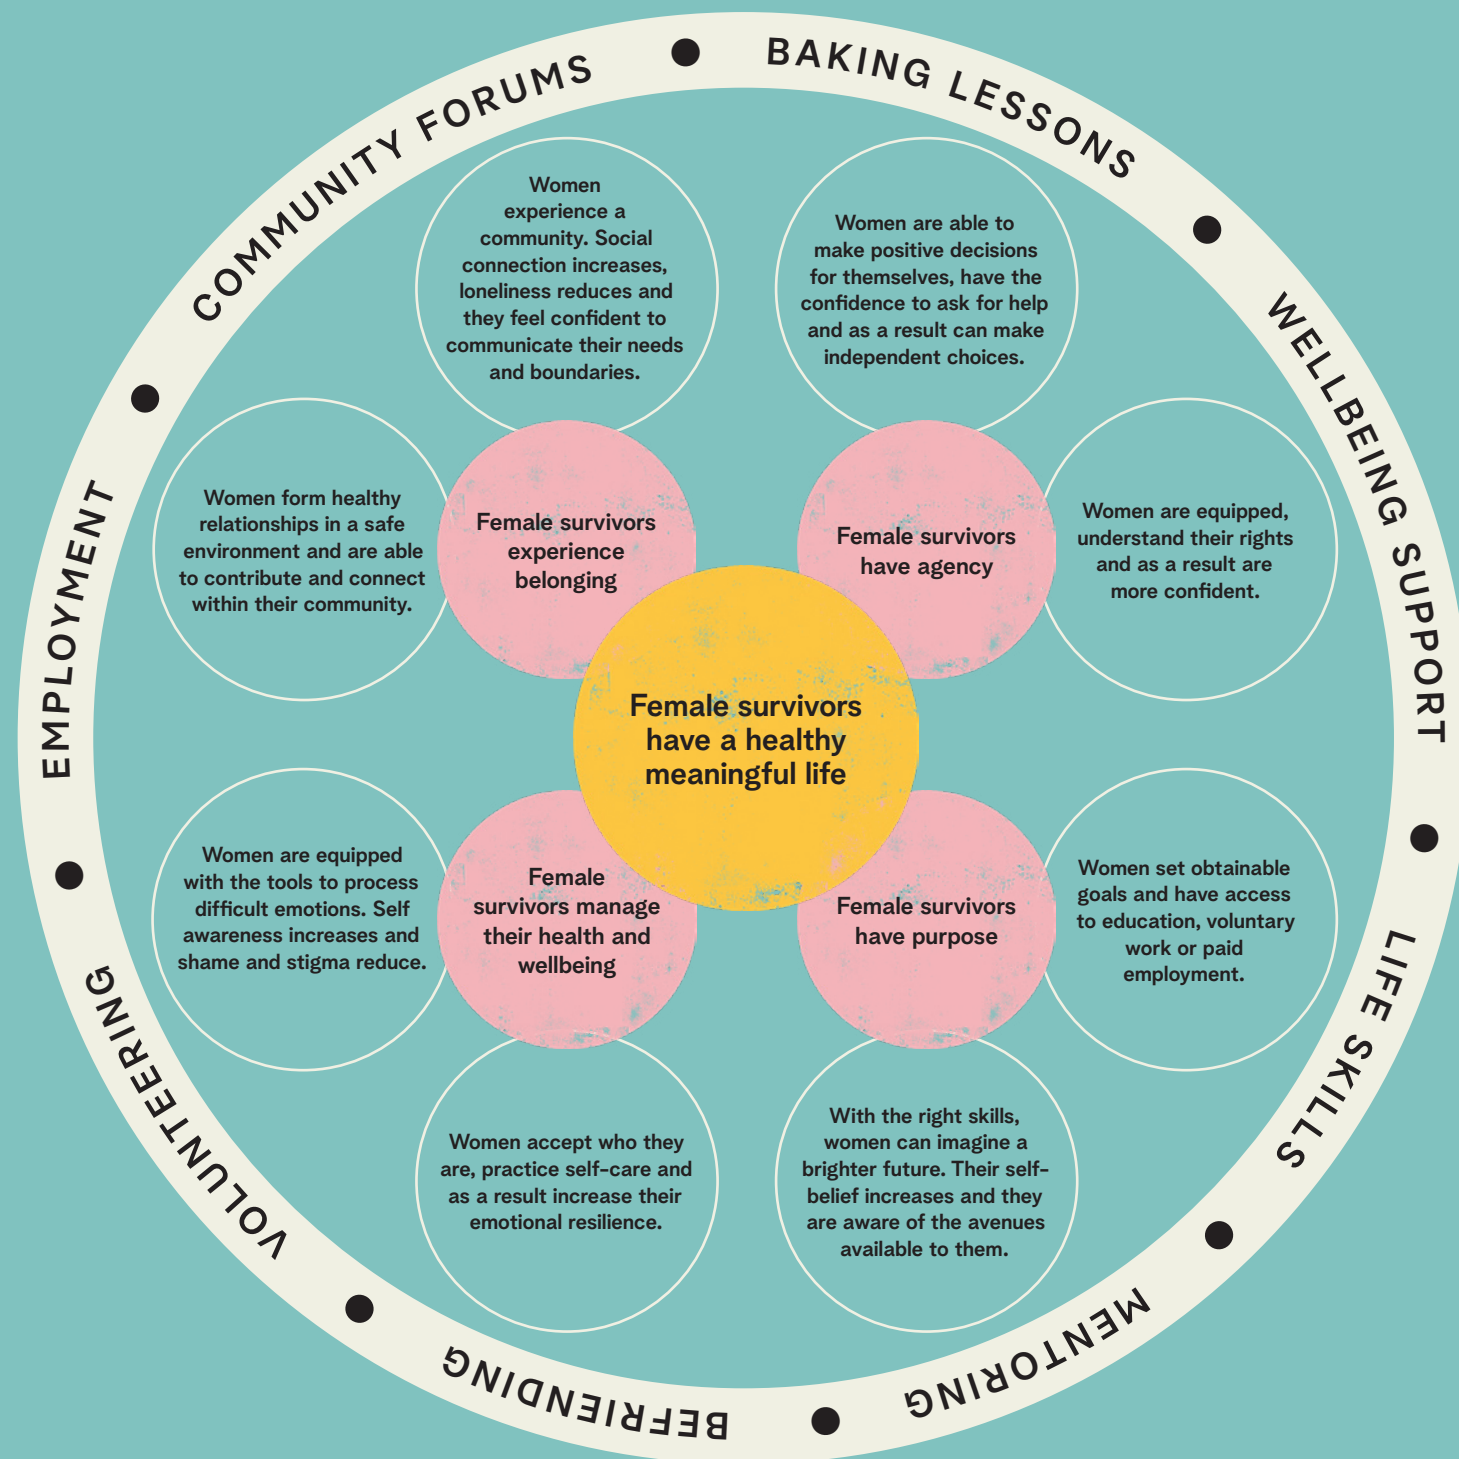 COMMUNITY FORUMS
BAKING LESSONS
WELLBEING SUPPORT
LIFE SKILLS
MENTORING
BEFRIENDING
VOLUNTEERING
EMPLOYMENT
Women
experience a
community. Social
connection increases,
loneliness reduces and
they feel confident to
communicate their needs
and boundaries.
Women are able to
make positive decisions
for themselves, have the
confidence to ask for help
and as a result can make
independent choices.
Women form healthy
relationships in a safe
environment and are able
to contribute and connect
within their community.
Female survivors
experience
belonging
Female survivors
have agency
Women are equipped,
understand their rights
and as a result are
more confident.
Female survivors
have a healthy
meaningful life
Women are equipped
with the tools to process
difficult emotions. Self
awareness increases and
shame and stigma reduce.
Female
survivors manage
their health and
wellbeing
Female survivors
have purpose
Women set obtainable
goals and have access
to education, voluntary
work or paid
employment.
Women accept who they
are, practice self-care and
as a result increase their
emotional resilience.
With the right skills,
women can imagine a
brighter future. Their self-
belief increases and they
are aware of the avenues
available to them.